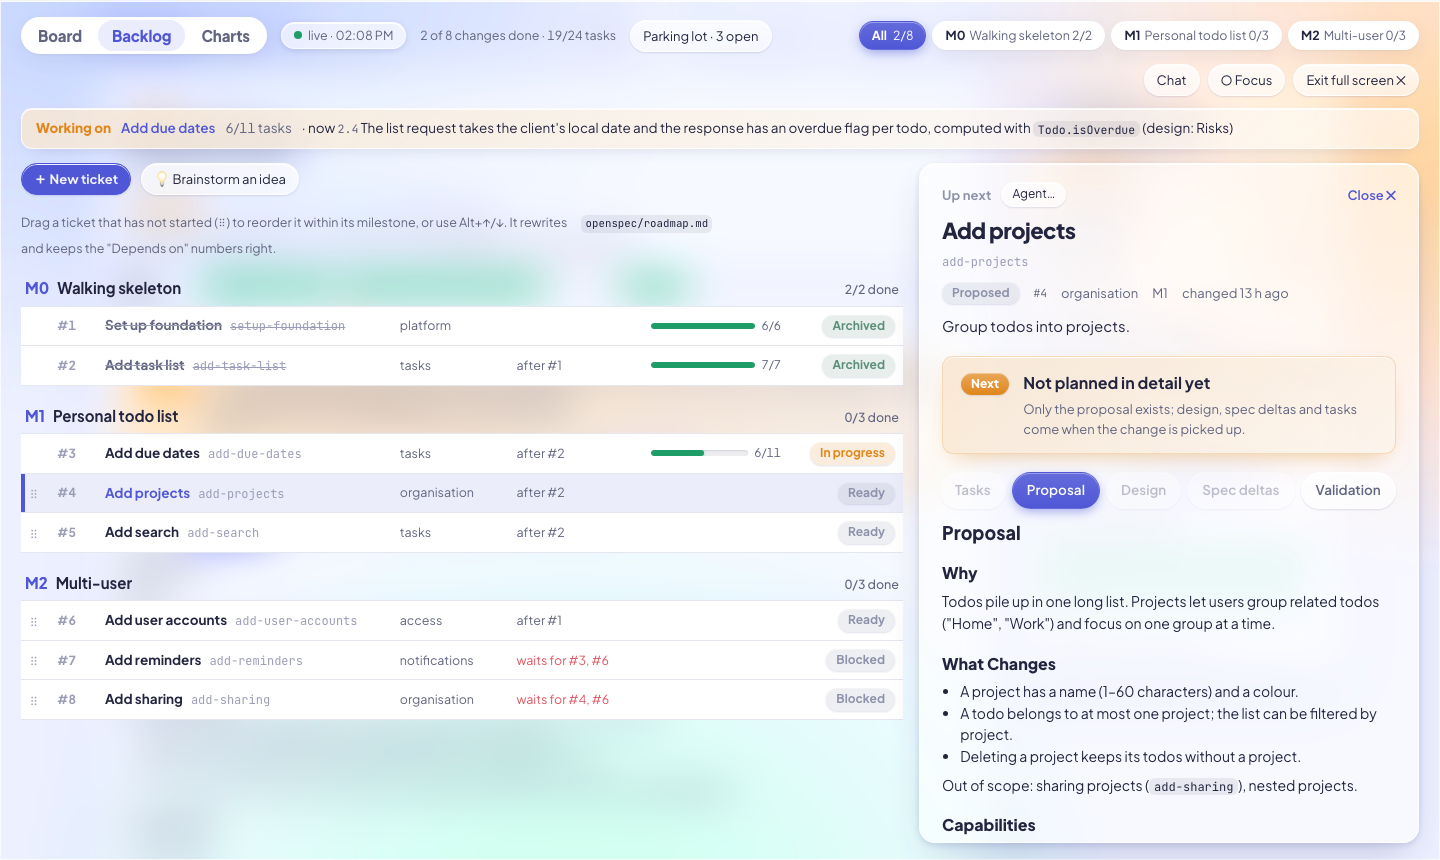 Board Backlog Charts live · 02:08 PM 2 of 8 changes done · 19/24 tasks Parking lot · 3 open All 2/8 M0 Walking skeleton 2/2 M1 Personal todo list 0/3 M2 Multi-user 0/3
Chat Focus Exit full screen ✕
Working on Add due dates 6/11 tasks · now 2.4 The list request takes the client's local date and the response has an overdue flag per todo, computed with Todo.isOverdue (design: Risks)
+ New ticket 💡 Brainstorm an idea
Drag a ticket that has not started (⠿) to reorder it within its milestone, or use Alt+↑/↓. It rewrites openspec/roadmap.md
and keeps the "Depends on" numbers right.
M0 Walking skeleton 2/2 done
#1 Set up foundation setup-foundation platform 6/6 Archived
#2 Add task list add-task-list tasks after #1 7/7 Archived
M1 Personal todo list 0/3 done
#3 Add due dates add-due-dates tasks after #2 6/11 In progress
#4 Add projects add-projects organisation after #2 Ready
#5 Add search add-search tasks after #2 Ready
M2 Multi-user 0/3 done
#6 Add user accounts add-user-accounts access after #1 Ready
#7 Add reminders add-reminders notifications waits for #3, #6 Blocked
#8 Add sharing add-sharing organisation waits for #4, #6 Blocked
Up next Agent… Close ✕
Add projects
add-projects
Proposed #4 organisation M1 changed 13 h ago
Group todos into projects.
Next Not planned in detail yet
Only the proposal exists; design, spec deltas and tasks
come when the change is picked up.
Tasks Proposal Design Spec deltas Validation
Proposal
Why
Todos pile up in one long list. Projects let users group related todos
("Home", "Work") and focus on one group at a time.
What Changes
• A project has a name (1–60 characters) and a colour.
• A todo belongs to at most one project; the list can be filtered by
project.
• Deleting a project keeps its todos without a project.
Out of scope: sharing projects (add-sharing), nested projects.
Capabilities